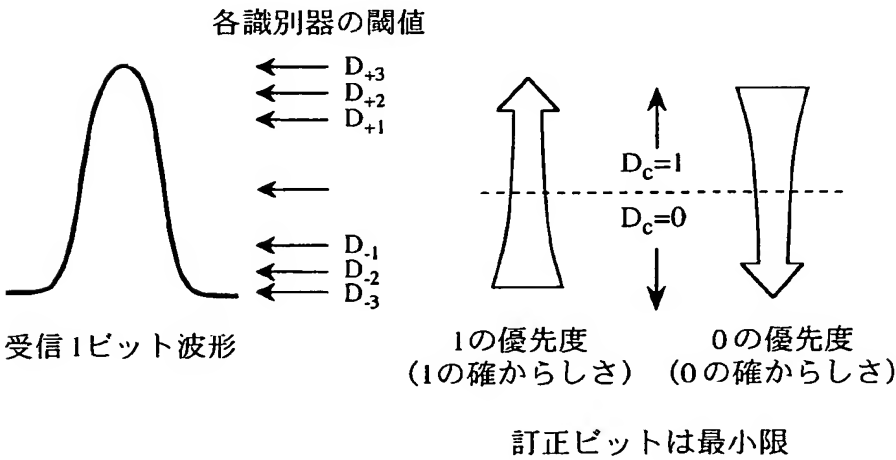 各識別器の閾値
D+3
D+2
D+1
D-1
D-2
D-3
Dc=1
Dc=0
受信1ビット波形
1の優先度
(1の確からしさ)
0の優先度
(0の確からしさ)
訂正ビットは最小限